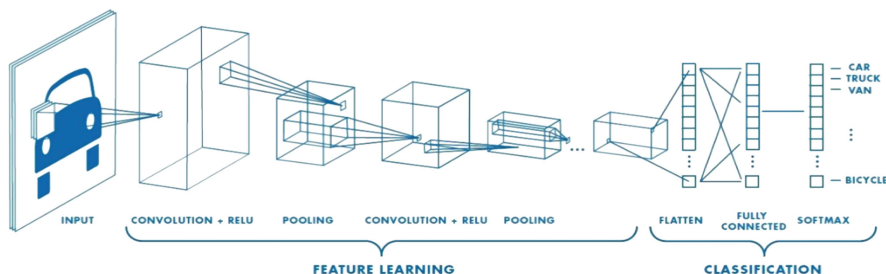 CAR
TRUCK
VAN
BICYCLE
INPUT
CONVOLUTION + RELU
POOLING
CONVOLUTION + RELU
POOLING
FLATTEN
FULLY
CONNECTED
SOFTMAX
FEATURE LEARNING
CLASSIFICATION